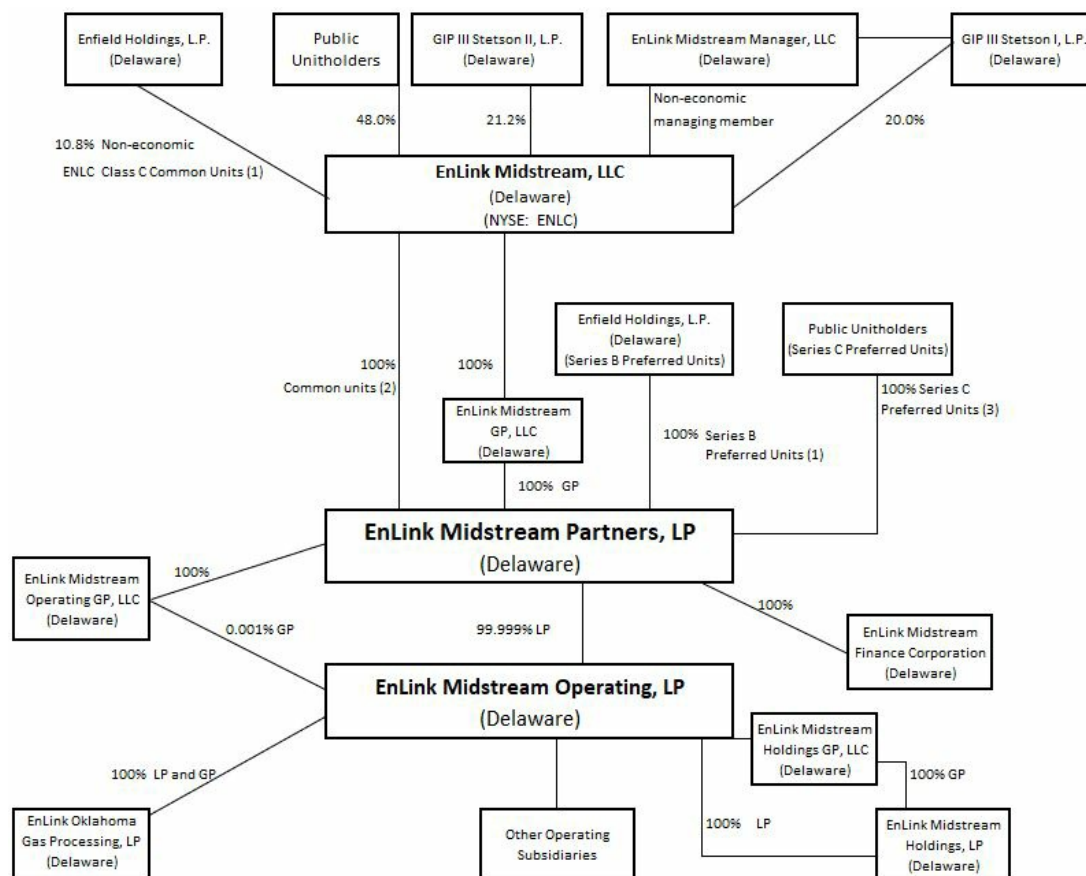 Enfield Holdings, L.P.
(Delaware)
Public
Unitholders
GIP III Stetson II, L.P.
(Delaware)
EnLink Midstream Manager, LLC
(Delaware)
GIP III Stetson I, L.P.
(Delaware)
10.8% Non-economic
ENLC Class C Common Units (1)
48.0%
21.2%
Non-economic
managing member
20.0%
EnLink Midstream, LLC
(Delaware)
(NYSE: ENLC)
Enfield Holdings, L.P.
(Delaware)
(Series B Preferred Units)
Public Unitholders
(Series C Preferred Units)
100%
Common units (2)
100%
EnLink Midstream
GP, LLC
(Delaware)
100% Series B
Preferred Units (1)
100% Series C
Preferred Units (3)
100% GP
EnLink Midstream Partners, LP
(Delaware)
EnLink Midstream
Operating GP, LLC
(Delaware)
100%
0.001% GP
99.999% LP
100%
EnLink Midstream
Finance Corporation
(Delaware)
EnLink Midstream Operating, LP
(Delaware)
EnLink Midstream
Holdings GP, LLC
(Delaware)
100% LP and GP
100% GP
EnLink Oklahoma
Gas Processing, LP
(Delaware)
Other Operating
Subsidiaries
100% LP
EnLink Midstream
Holdings, LP
(Delaware)